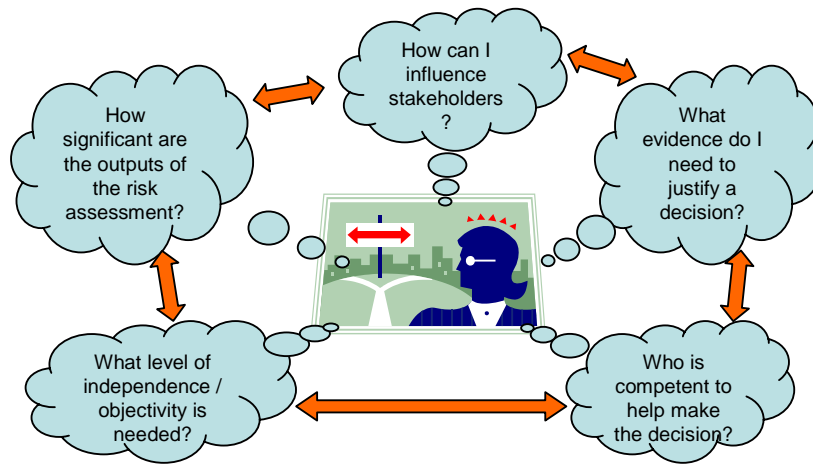 How can I
influence
stakeholders
?
How
significant are
the outputs of
the risk
assessment?
What
evidence do I
need to
justify a
decision?
What level of
independence /
objectivity is
needed?
Who is
competent to
help make
the decision?